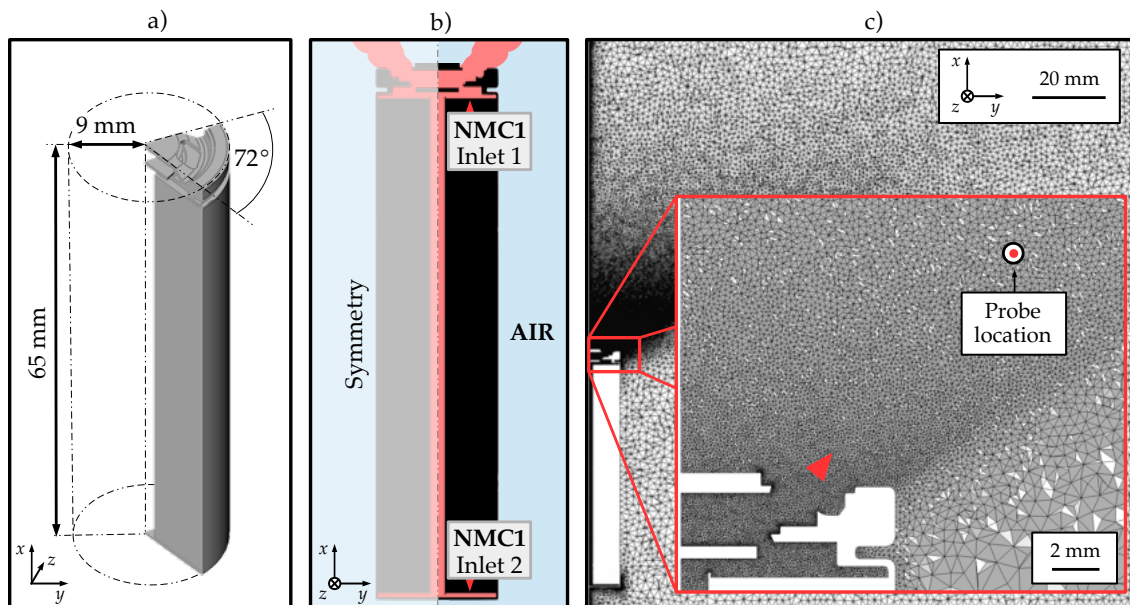 a)
b)
c)
9 mm
72°
65 mm
x
z
y
NMC1
Inlet 1
Symmetry
AIR
NMC1
Inlet 2
x
z
y
x
z
y
20 mm
Probe
location
2 mm